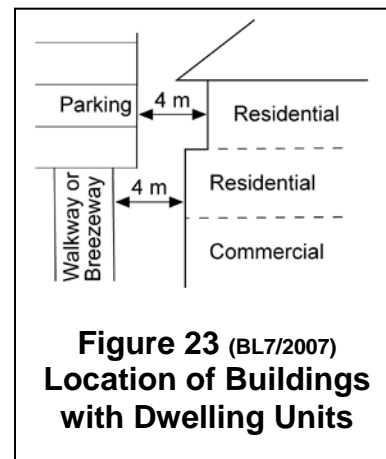 Parking
4 m
Residential
4 m
Walkway or
Breezeway
Residential
Commercial
Figure 23 (BL7/2007)
Location of Buildings
with Dwelling Units